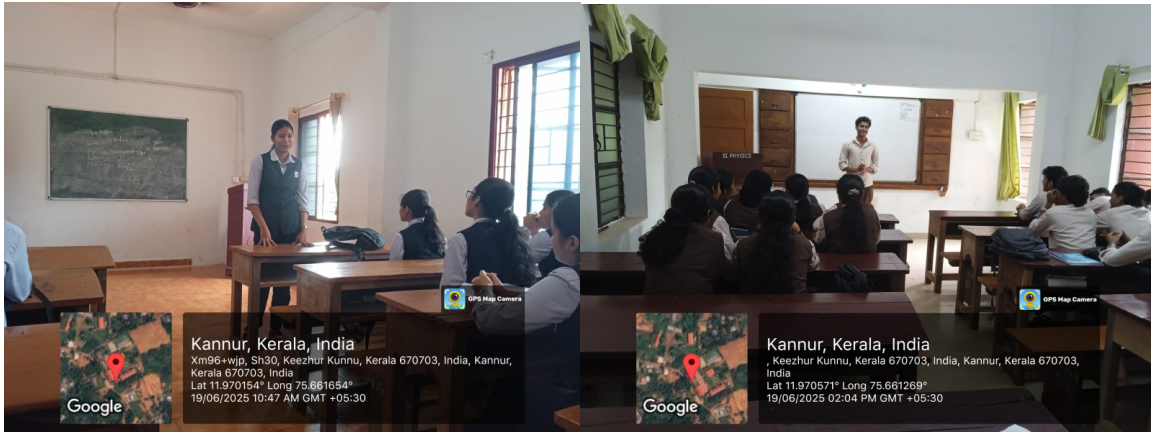 GPS Map Camera
Kannur, Kerala, India
Xm96+wjp, Sh30, Keezhur Kunnu, Kerala 670703, India, Kannur,
Kerala 670703, India
Lat 11.970154° Long 75.661654°
19/06/2025 10:47 AM GMT +05:30
Google
II PHYSICS
GPS Map Camera
Kannur, Kerala, India
, Keezhur Kunnu, Kerala 670703, India, Kannur, Kerala 670703,
India
Lat 11.970571° Long 75.661269°
19/06/2025 02:04 PM GMT +05:30
Google